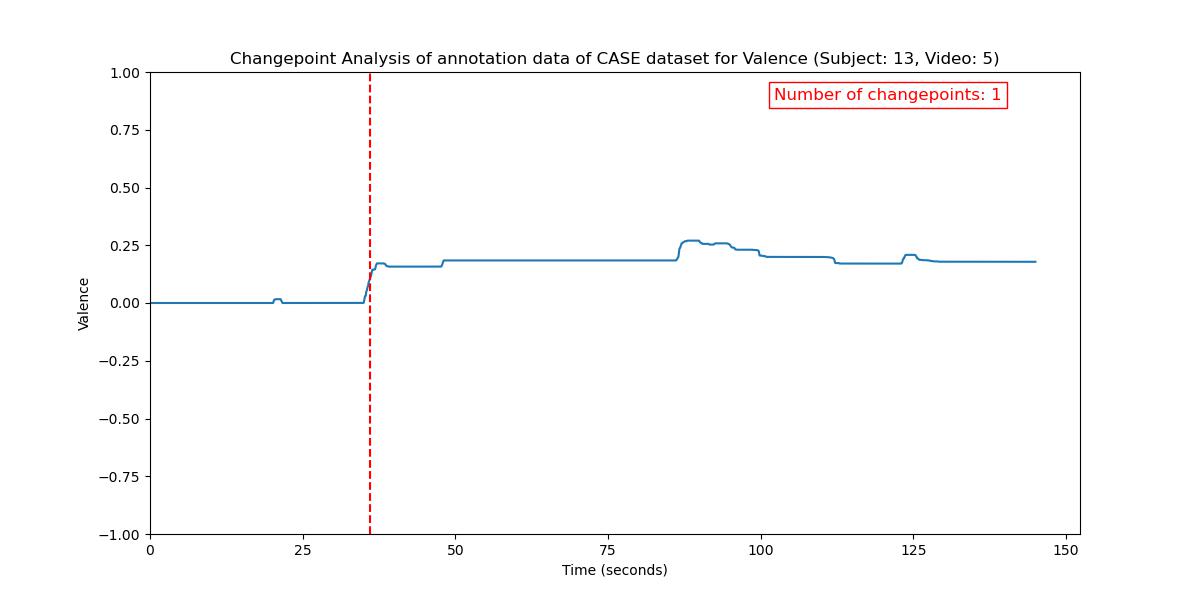 Changepoint Analysis of annotation data of CASE dataset for Valence (Subject: 13, Video: 5)
Number of changepoints: 1
1.00
0.75
0.50
0.25
0.00
−0.25
−0.50
−0.75
−1.00
Valence
0 25 50 75 100 125 150
Time (seconds)